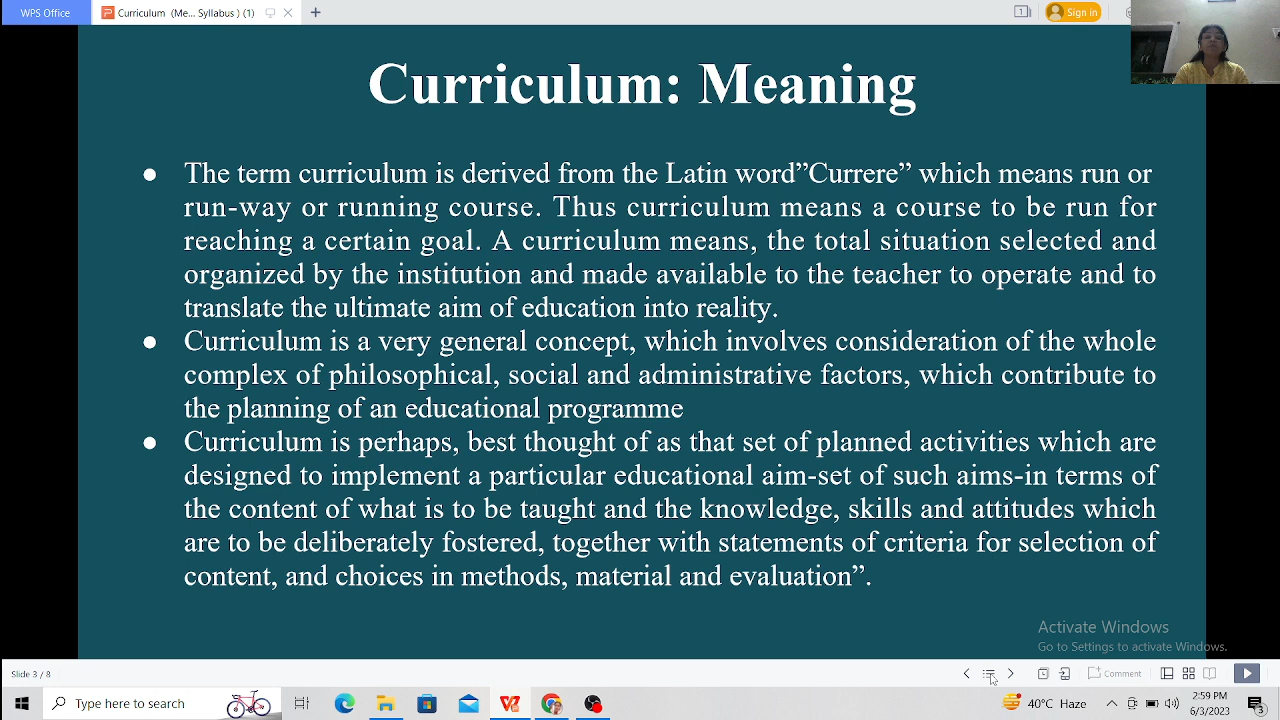 WPS Office
Curriculum (Me... Syllabus ) (1)
Sign in
Curriculum: Meaning
● The term curriculum is derived from the Latin word”Currere” which means run or
run-way or running course. Thus curriculum means a course to be run for
reaching a certain goal. A curriculum means, the total situation selected and
organized by the institution and made available to the teacher to operate and to
translate the ultimate aim of education into reality.
● Curriculum is a very general concept, which involves consideration of the whole
complex of philosophical, social and administrative factors, which contribute to
the planning of an educational programme
● Curriculum is perhaps, best thought of as that set of planned activities which are
designed to implement a particular educational aim-set of such aims-in terms of
the content of what is to be taught and the knowledge, skills and attitudes which
are to be deliberately fostered, together with statements of criteria for selection of
content, and choices in methods, material and evaluation”.
Activate Windows
Go to Settings to activate Windows.
Slide 3 / 8
Comment
Type here to search
40°C Haze
2:59 PM
6/3/2023
3